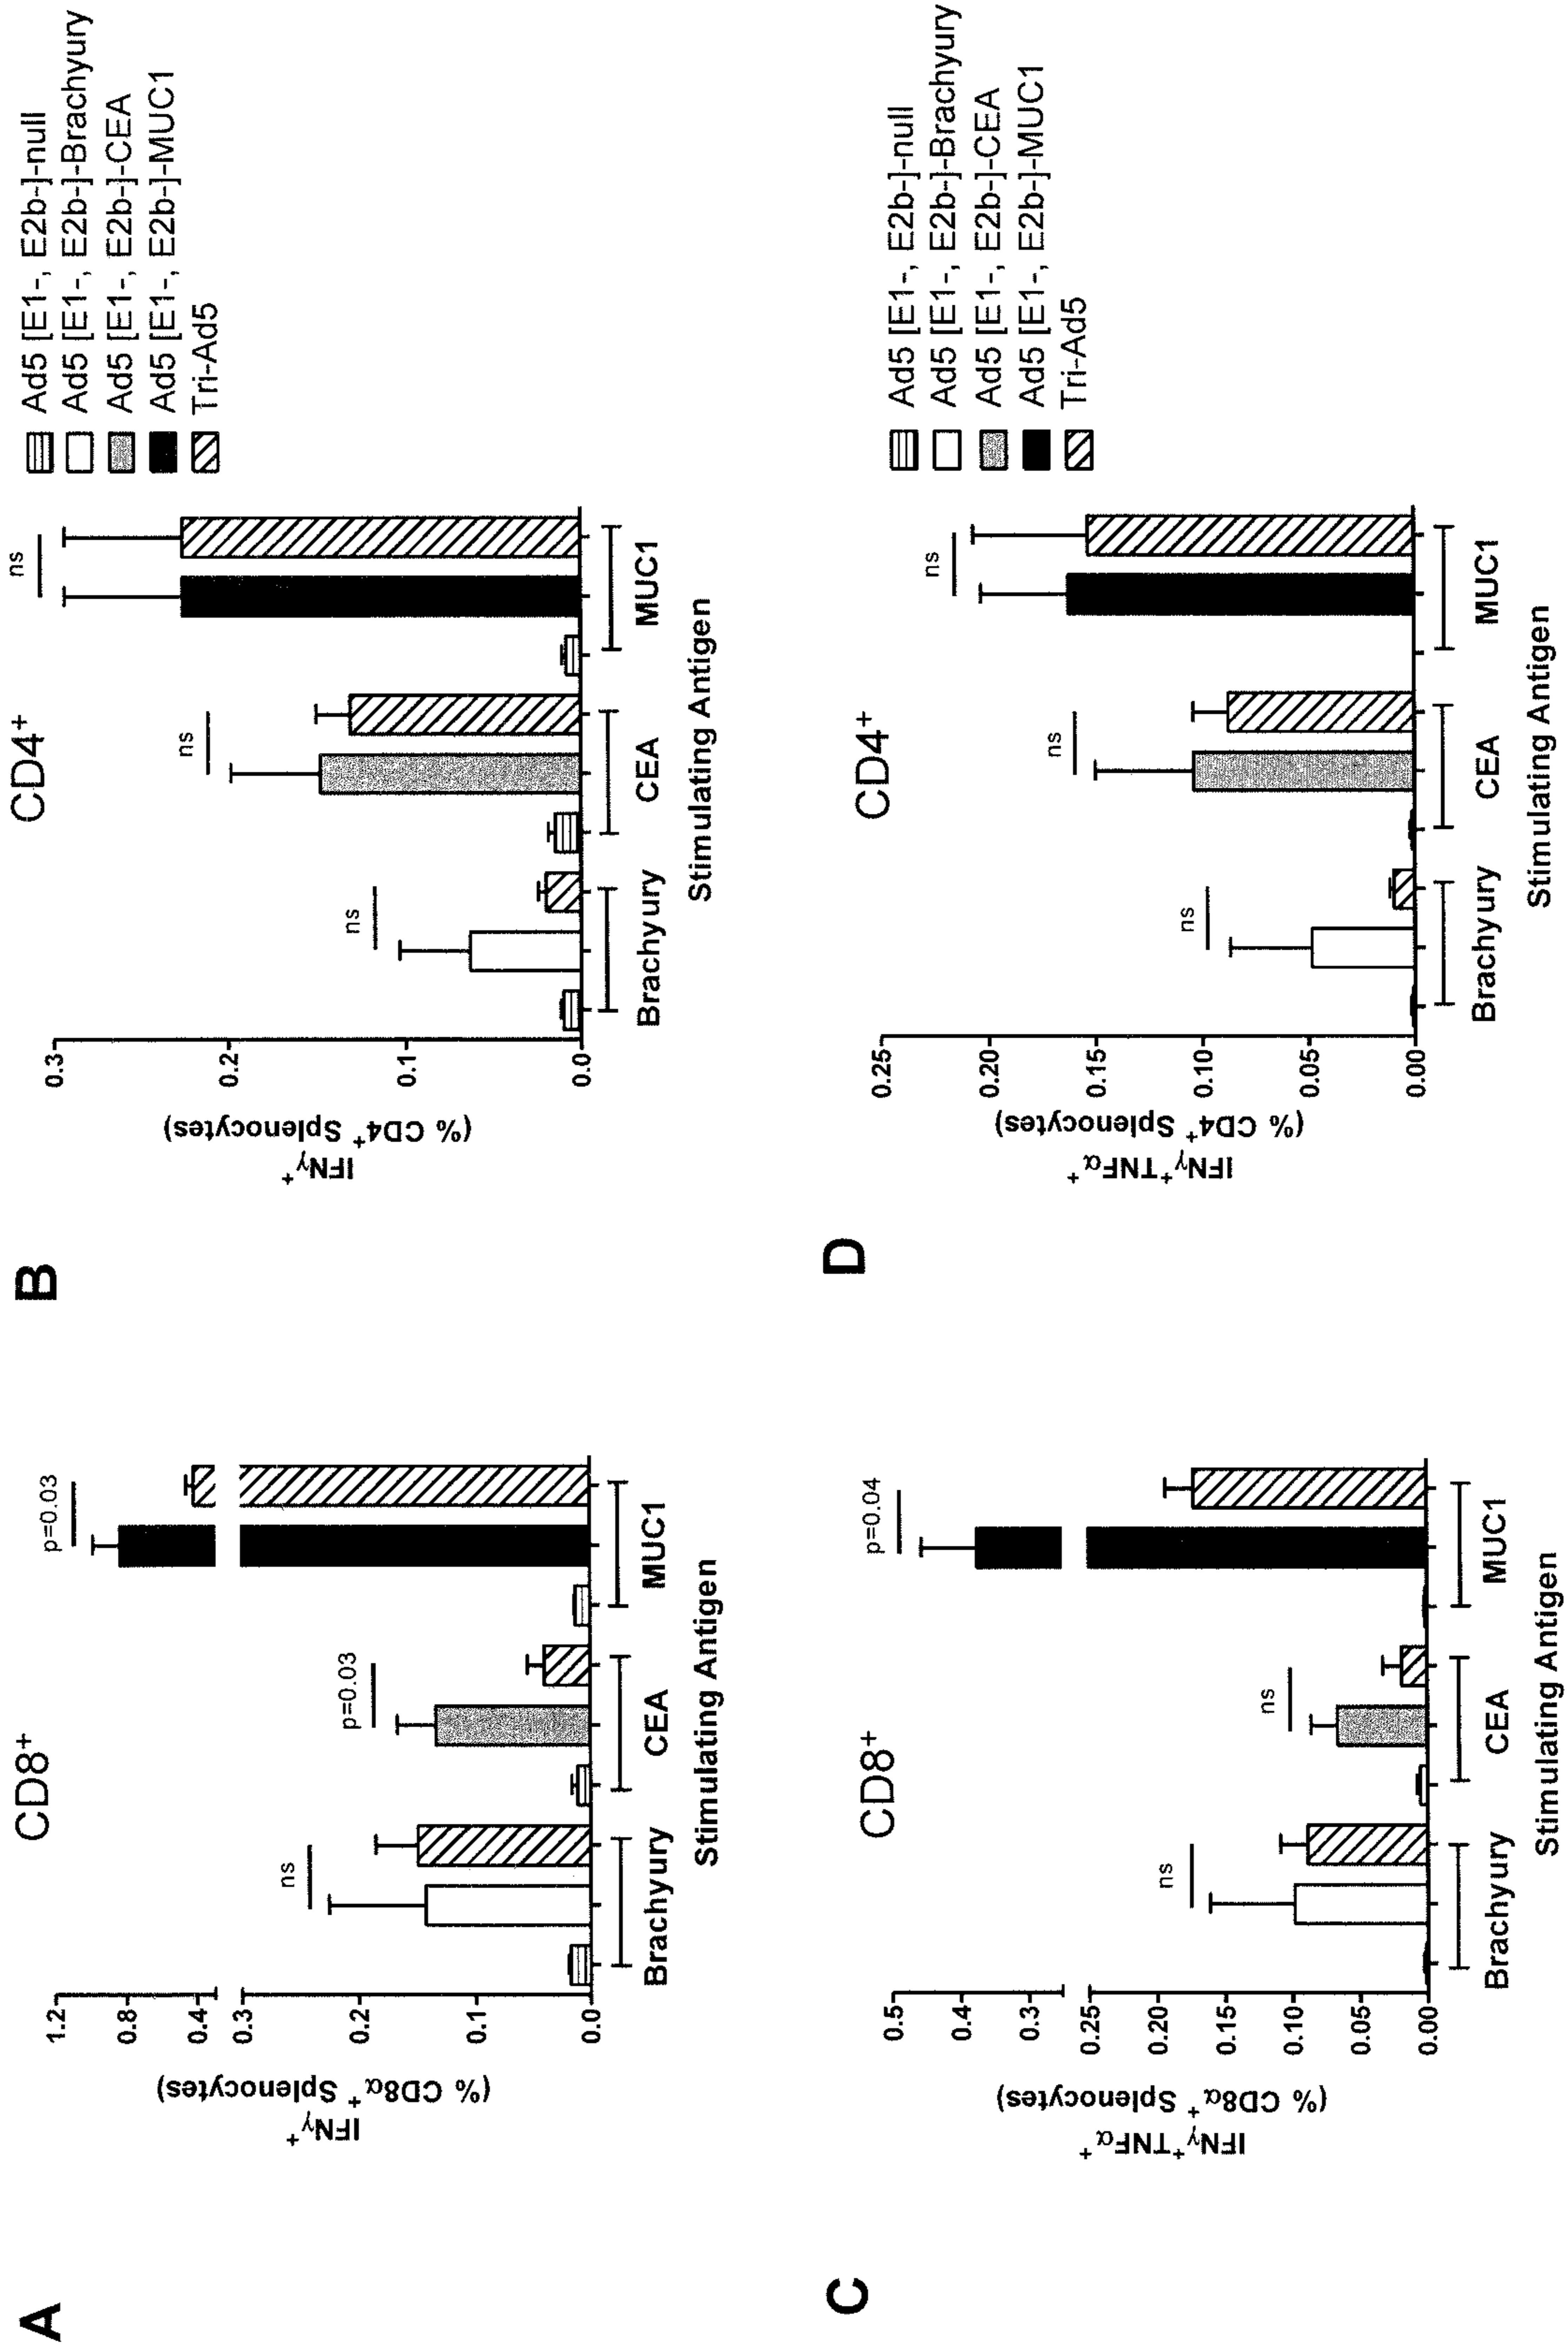 A
CD8+
IFNγ+
(% CD8α+ Splenocytes)
1.2
0.8
0.4
0.3
0.2
0.1
0.0
ns
p=0.03
p=0.03
Brachyury
CEA
MUC1
Stimulating Antigen
B
CD4+
IFNγ+
(% CD4+ Splenocytes)
0.3
0.2
0.1
0.0
ns
ns
ns
Brachyury
CEA
MUC1
Stimulating Antigen
Ad5 [E1-, E2b-]-null
Ad5 [E1-, E2b-]-Brachyury
Ad5 [E1-, E2b-]-CEA
Ad5 [E1-, E2b-]-MUC1
Tri-Ad5
C
CD8+
IFNγ+TNFα+
(% CD8α+ Splenocytes)
0.5
0.4
0.3
0.25
0.20
0.15
0.10
0.05
0.00
ns
ns
p=0.04
Brachyury
CEA
MUC1
Stimulating Antigen
D
CD4+
IFNγ+TNFα+
(% CD4+ Splenocytes)
0.25
0.20
0.15
0.10
0.05
0.00
ns
ns
ns
Brachyury
CEA
MUC1
Stimulating Antigen
Ad5 [E1-, E2b-]-null
Ad5 [E1-, E2b-]-Brachyury
Ad5 [E1-, E2b-]-CEA
Ad5 [E1-, E2b-]-MUC1
Tri-Ad5